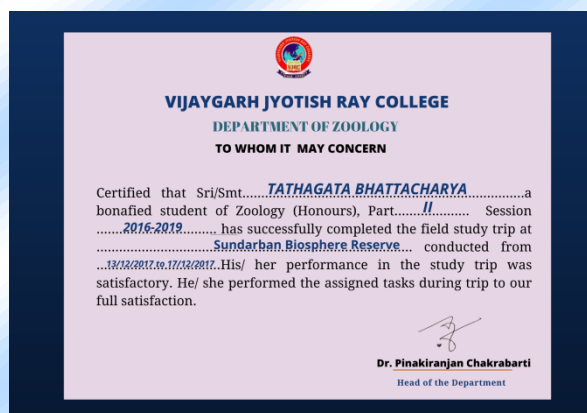 VIJAYGARH JYOTISH RAY COLLEGE
DEPARTMENT OF ZOOLOGY
TO WHOM IT MAY CONCERN
Certified that Sri/Smt....TATHAGATA BHATTACHARYA..............a
bonafied student of Zoology (Honours), Part......II.......... Session
......2016-2019......... has successfully completed the field study trip at
...........................Sundarban Biosphere Reserve... conducted from
...13/12/2017 to 17/12/2017..His/ her performance in the study trip was
satisfactory. He/ she performed the assigned tasks during trip to our
full satisfaction.
Dr. Pinakiranjan Chakrabarti
Head of the Department